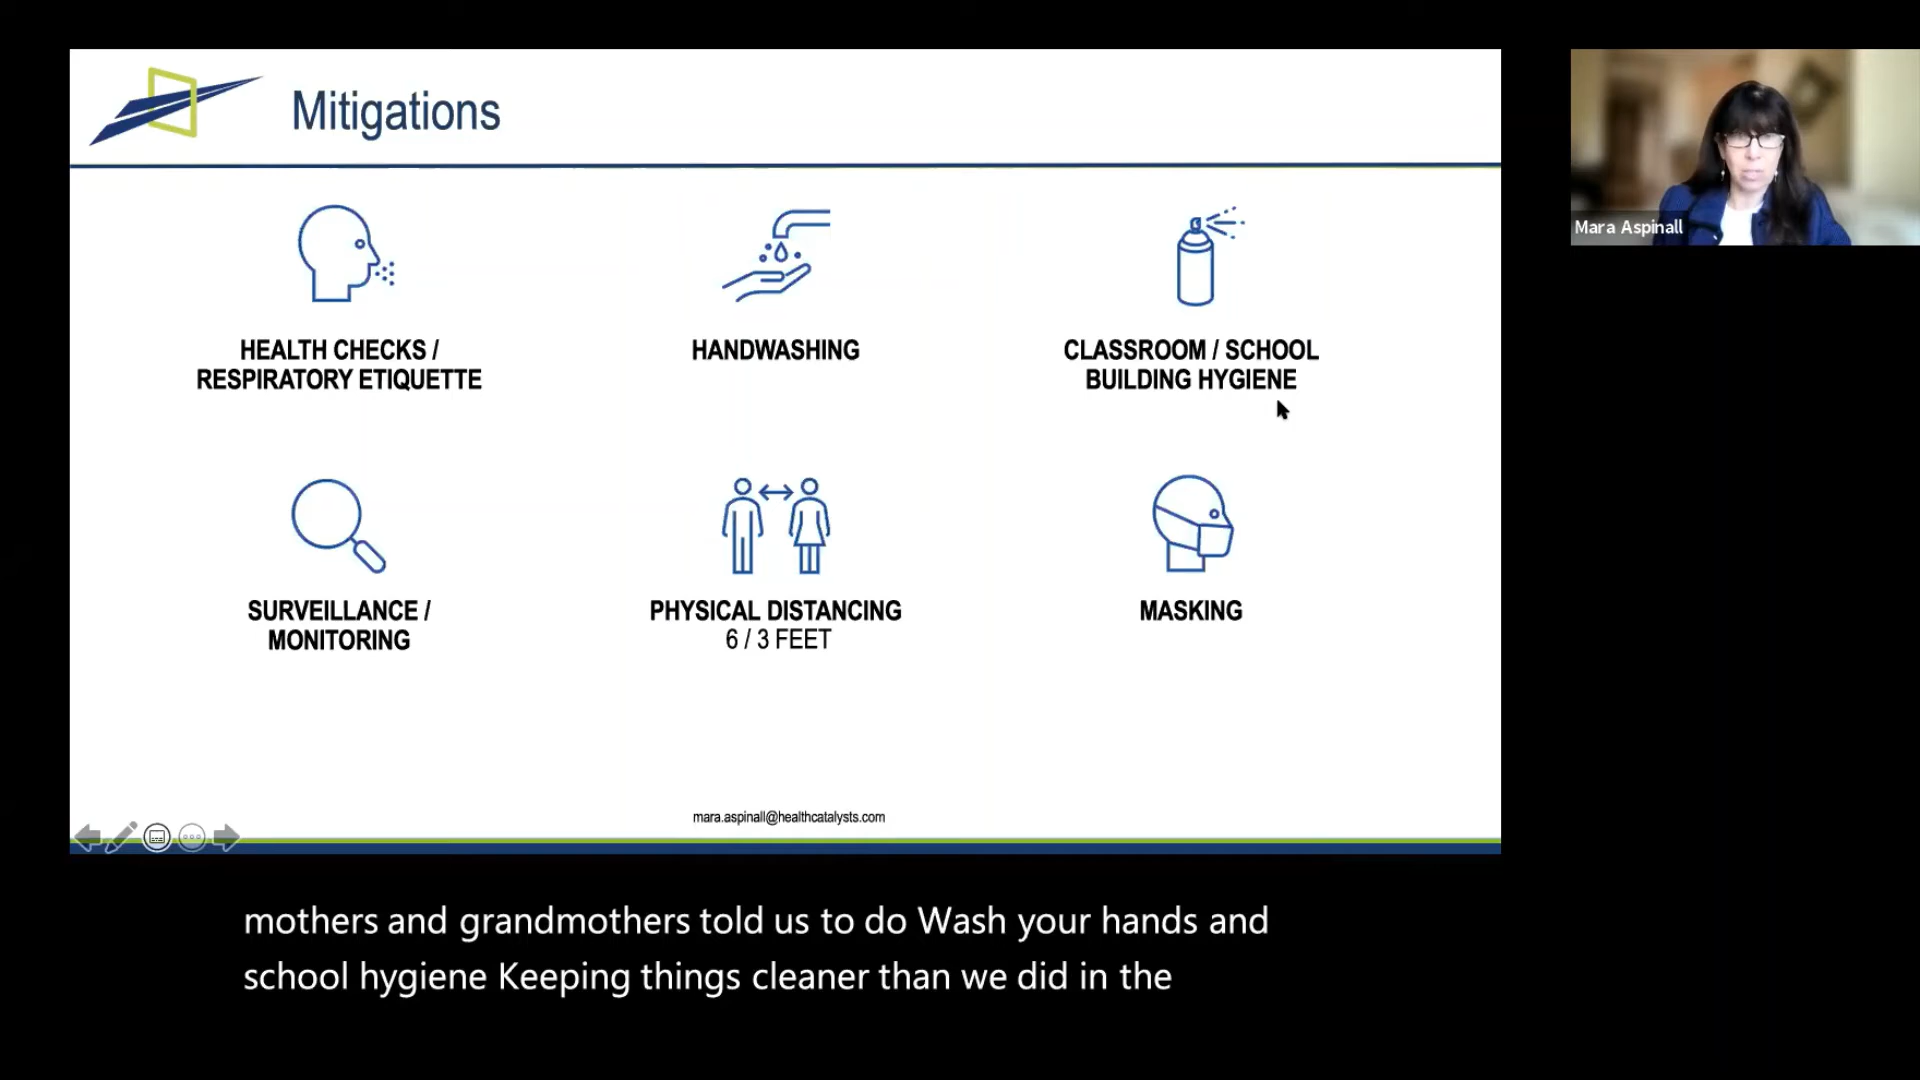 Mitigations
Mara Aspinall
HEALTH CHECKS /
RESPIRATORY ETIQUETTE
HANDWASHING
CLASSROOM / SCHOOL
BUILDING HYGIENE
SURVEILLANCE /
MONITORING
PHYSICAL DISTANCING
6 / 3 FEET
MASKING
mara.aspinall@healthcatalysts.com
mothers and grandmothers told us to do Wash your hands and
school hygiene Keeping things cleaner than we did in the